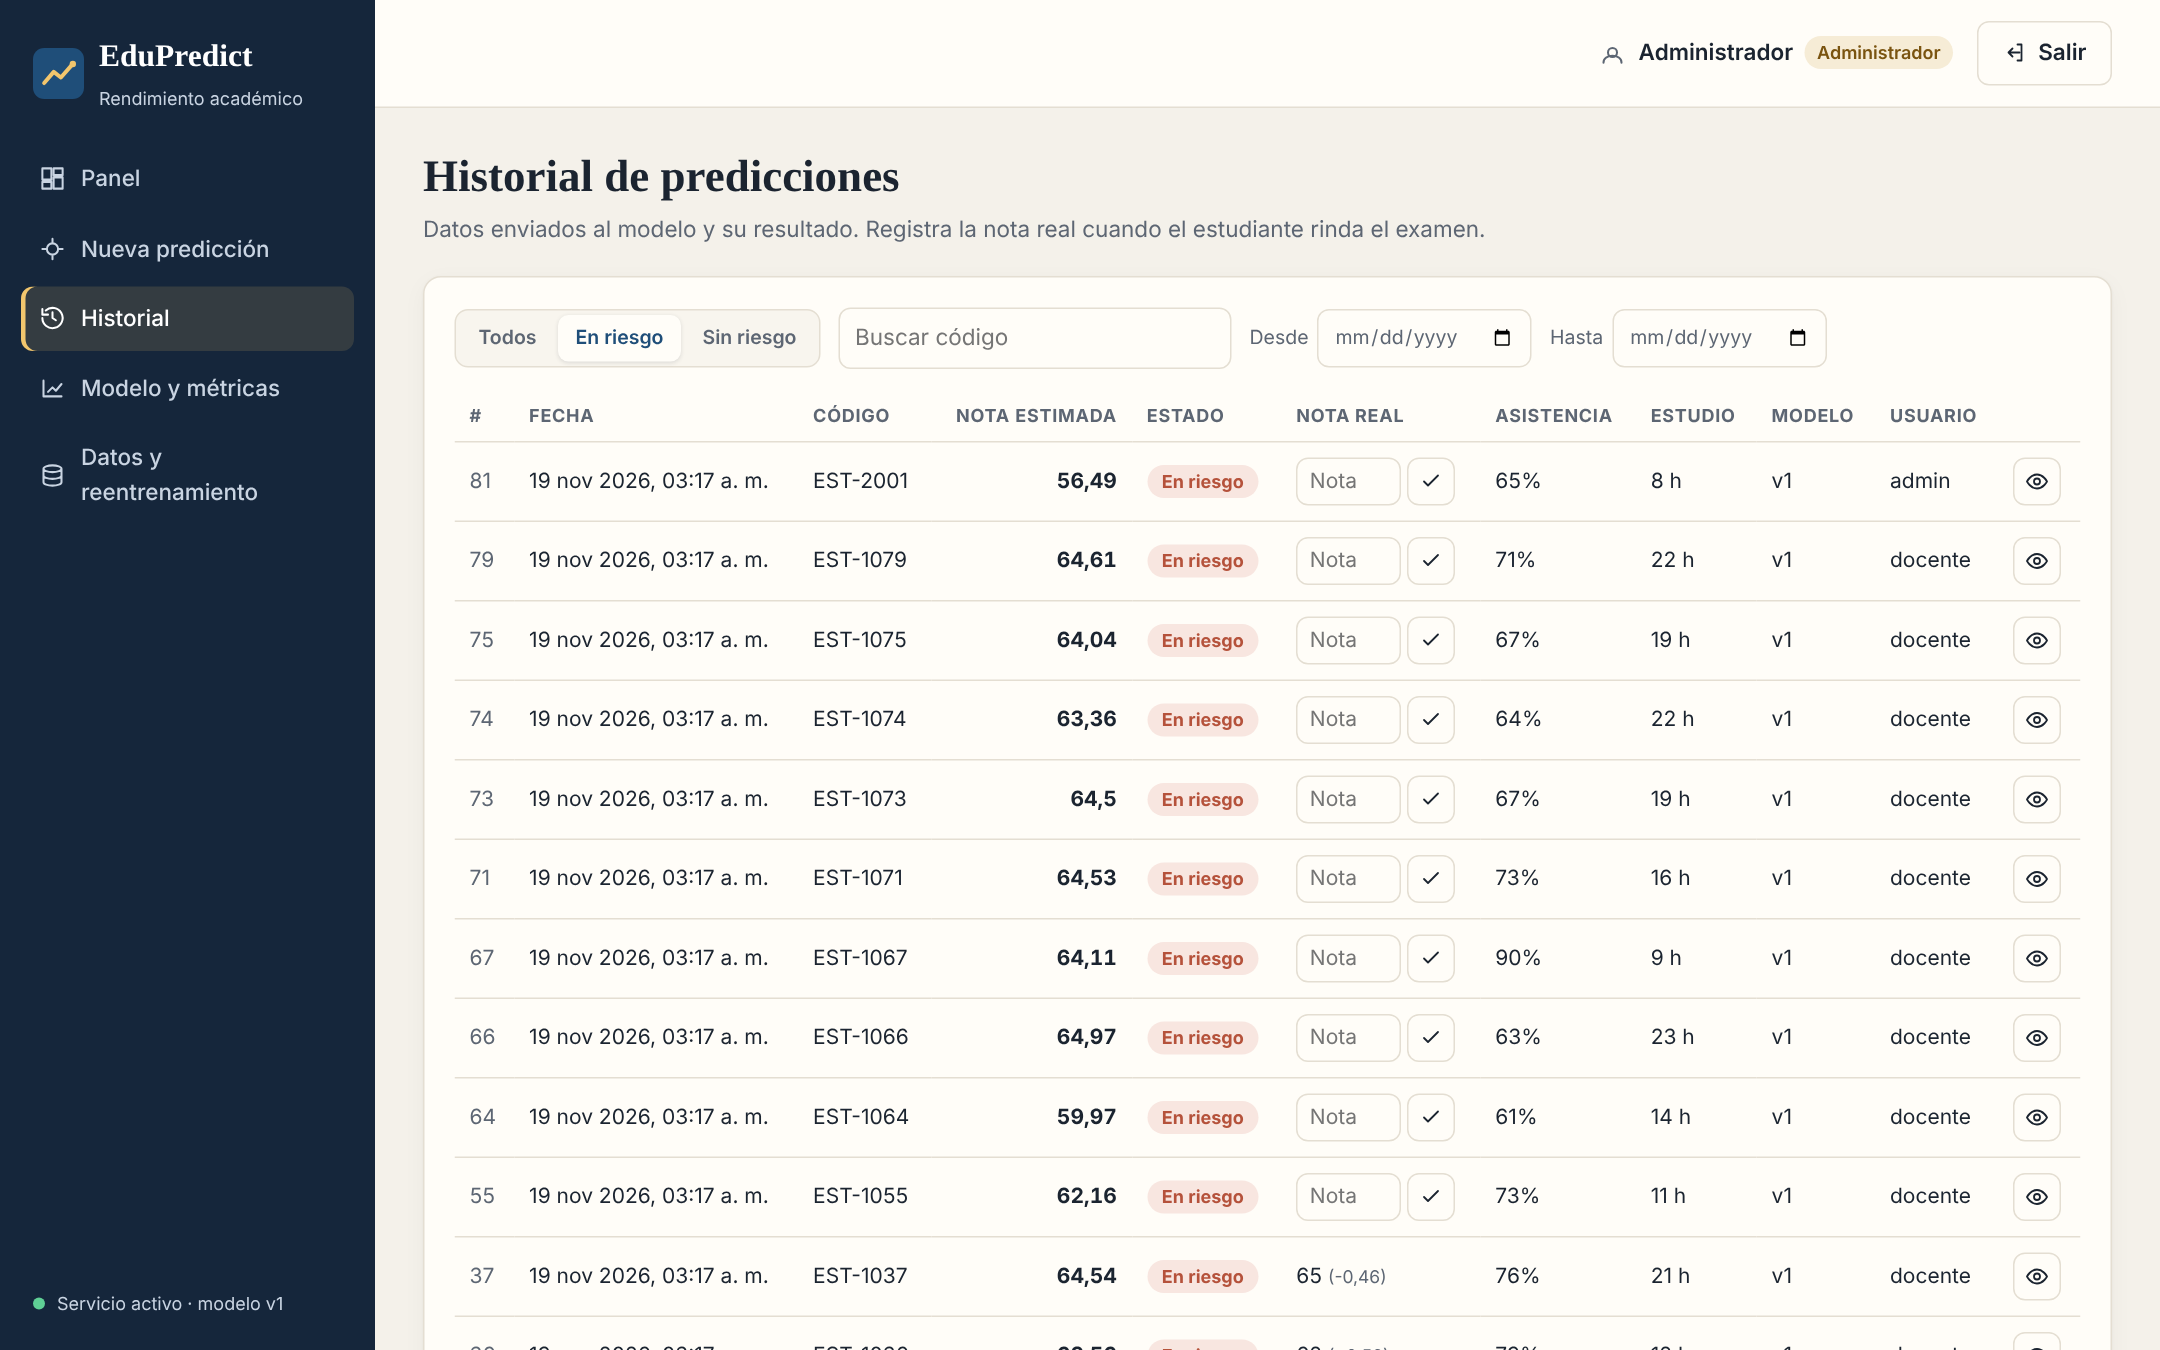 EduPredict
Rendimiento académico
Panel
Nueva predicción
Historial
Modelo y métricas
Datos y
reentrenamiento
Servicio activo · modelo v1
Administrador Administrador Salir
Historial de predicciones
Datos enviados al modelo y su resultado. Registra la nota real cuando el estudiante rinda el examen.
Todos En riesgo Sin riesgo Buscar código Desde mm/dd/yyyy Hasta mm/dd/yyyy
# FECHA CÓDIGO NOTA ESTIMADA ESTADO NOTA REAL ASISTENCIA ESTUDIO MODELO USUARIO
81 19 nov 2026, 03:17 a. m. EST-2001 56,49 En riesgo Nota 65% 8 h v1 admin
79 19 nov 2026, 03:17 a. m. EST-1079 64,61 En riesgo Nota 71% 22 h v1 docente
75 19 nov 2026, 03:17 a. m. EST-1075 64,04 En riesgo Nota 67% 19 h v1 docente
74 19 nov 2026, 03:17 a. m. EST-1074 63,36 En riesgo Nota 64% 22 h v1 docente
73 19 nov 2026, 03:17 a. m. EST-1073 64,5 En riesgo Nota 67% 19 h v1 docente
71 19 nov 2026, 03:17 a. m. EST-1071 64,53 En riesgo Nota 73% 16 h v1 docente
67 19 nov 2026, 03:17 a. m. EST-1067 64,11 En riesgo Nota 90% 9 h v1 docente
66 19 nov 2026, 03:17 a. m. EST-1066 64,97 En riesgo Nota 63% 23 h v1 docente
64 19 nov 2026, 03:17 a. m. EST-1064 59,97 En riesgo Nota 61% 14 h v1 docente
55 19 nov 2026, 03:17 a. m. EST-1055 62,16 En riesgo Nota 73% 11 h v1 docente
37 19 nov 2026, 03:17 a. m. EST-1037 64,54 En riesgo 65 (-0,46) 76% 21 h v1 docente